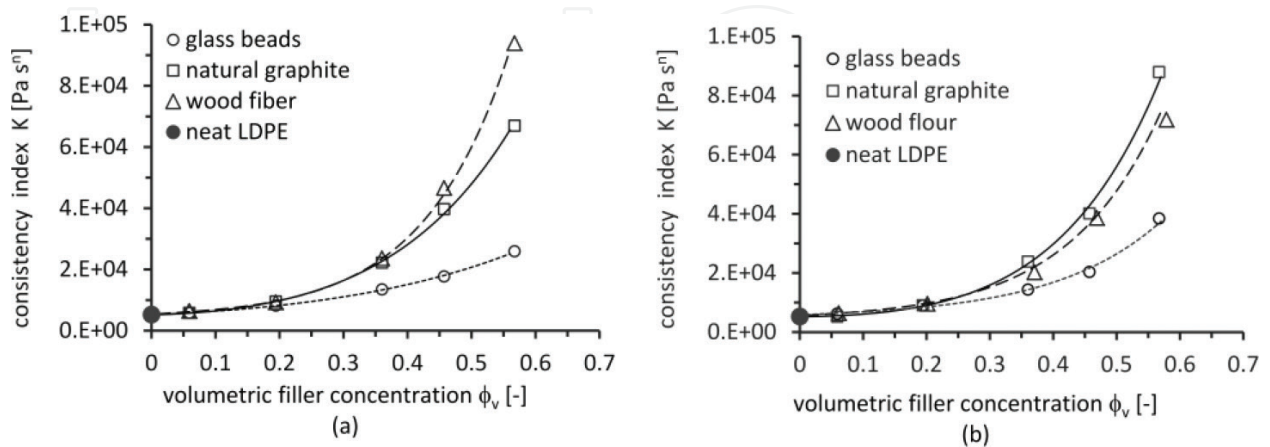 consistency index K [Pa sⁿ]
1.E+05
8.E+04
6.E+04
4.E+04
2.E+04
0.E+00
glass beads
natural graphite
wood fiber
neat LDPE
0 0.1 0.2 0.3 0.4 0.5 0.6 0.7
volumetric filler concentration ϕᵥ [-]
(a)
consistency index K [Pa sⁿ]
1.E+05
8.E+04
6.E+04
4.E+04
2.E+04
0.E+00
glass beads
natural graphite
wood flour
neat LDPE
0 0.1 0.2 0.3 0.4 0.5 0.6 0.7
volumetric filler concentration ϕᵥ [-]
(b)